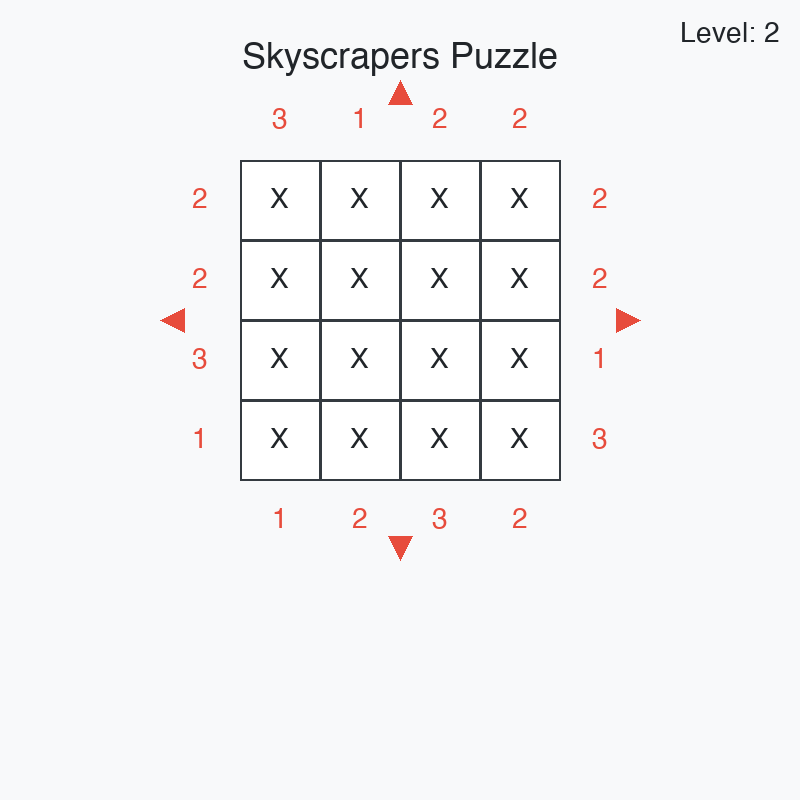 Level: 2
Skyscrapers Puzzle
3 1 2 2
2 X X X X 2
2 X X X X 2
3 X X X X 1
1 X X X X 3
1 2 3 2